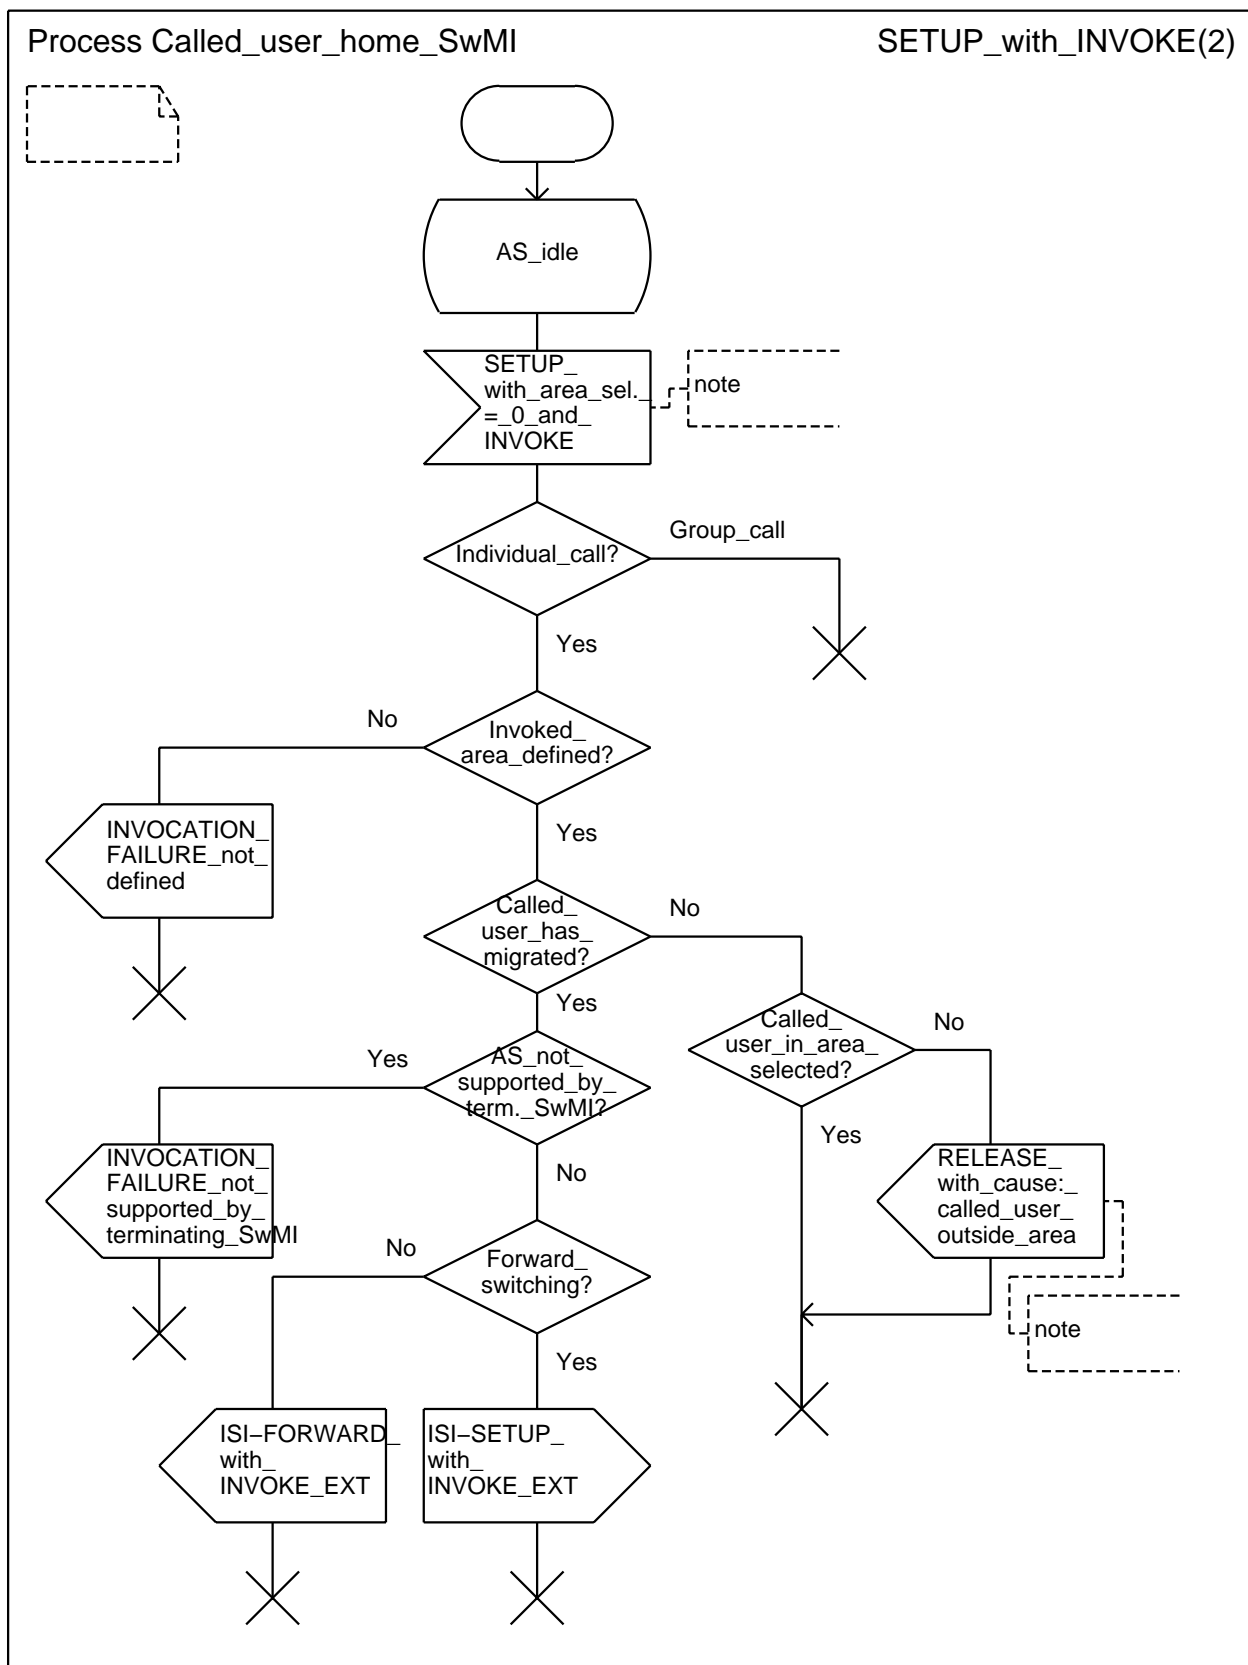 Process Called_user_home_SwMI
SETUP_with_INVOKE(2)
AS_idle
SETUP_
with_area_sel._
=_0_and_
INVOKE
note
Individual_call?
Group_call
Yes
Invoked_
area_defined?
No
INVOCATION_
FAILURE_not_
defined
Yes
Called_
user_has_
migrated?
No
Yes
Called_
user_in_area_
selected?
No
AS_not_
supported_by_
term._SwMI?
Yes
Yes
No
INVOCATION_
FAILURE_not_
supported_by_
terminating_SwMI
RELEASE_
with_cause:_
called_user_
outside_area
note
Forward_
switching?
No
Yes
ISI−FORWARD_
with_
INVOKE_EXT
ISI−SETUP_
with_
INVOKE_EXT